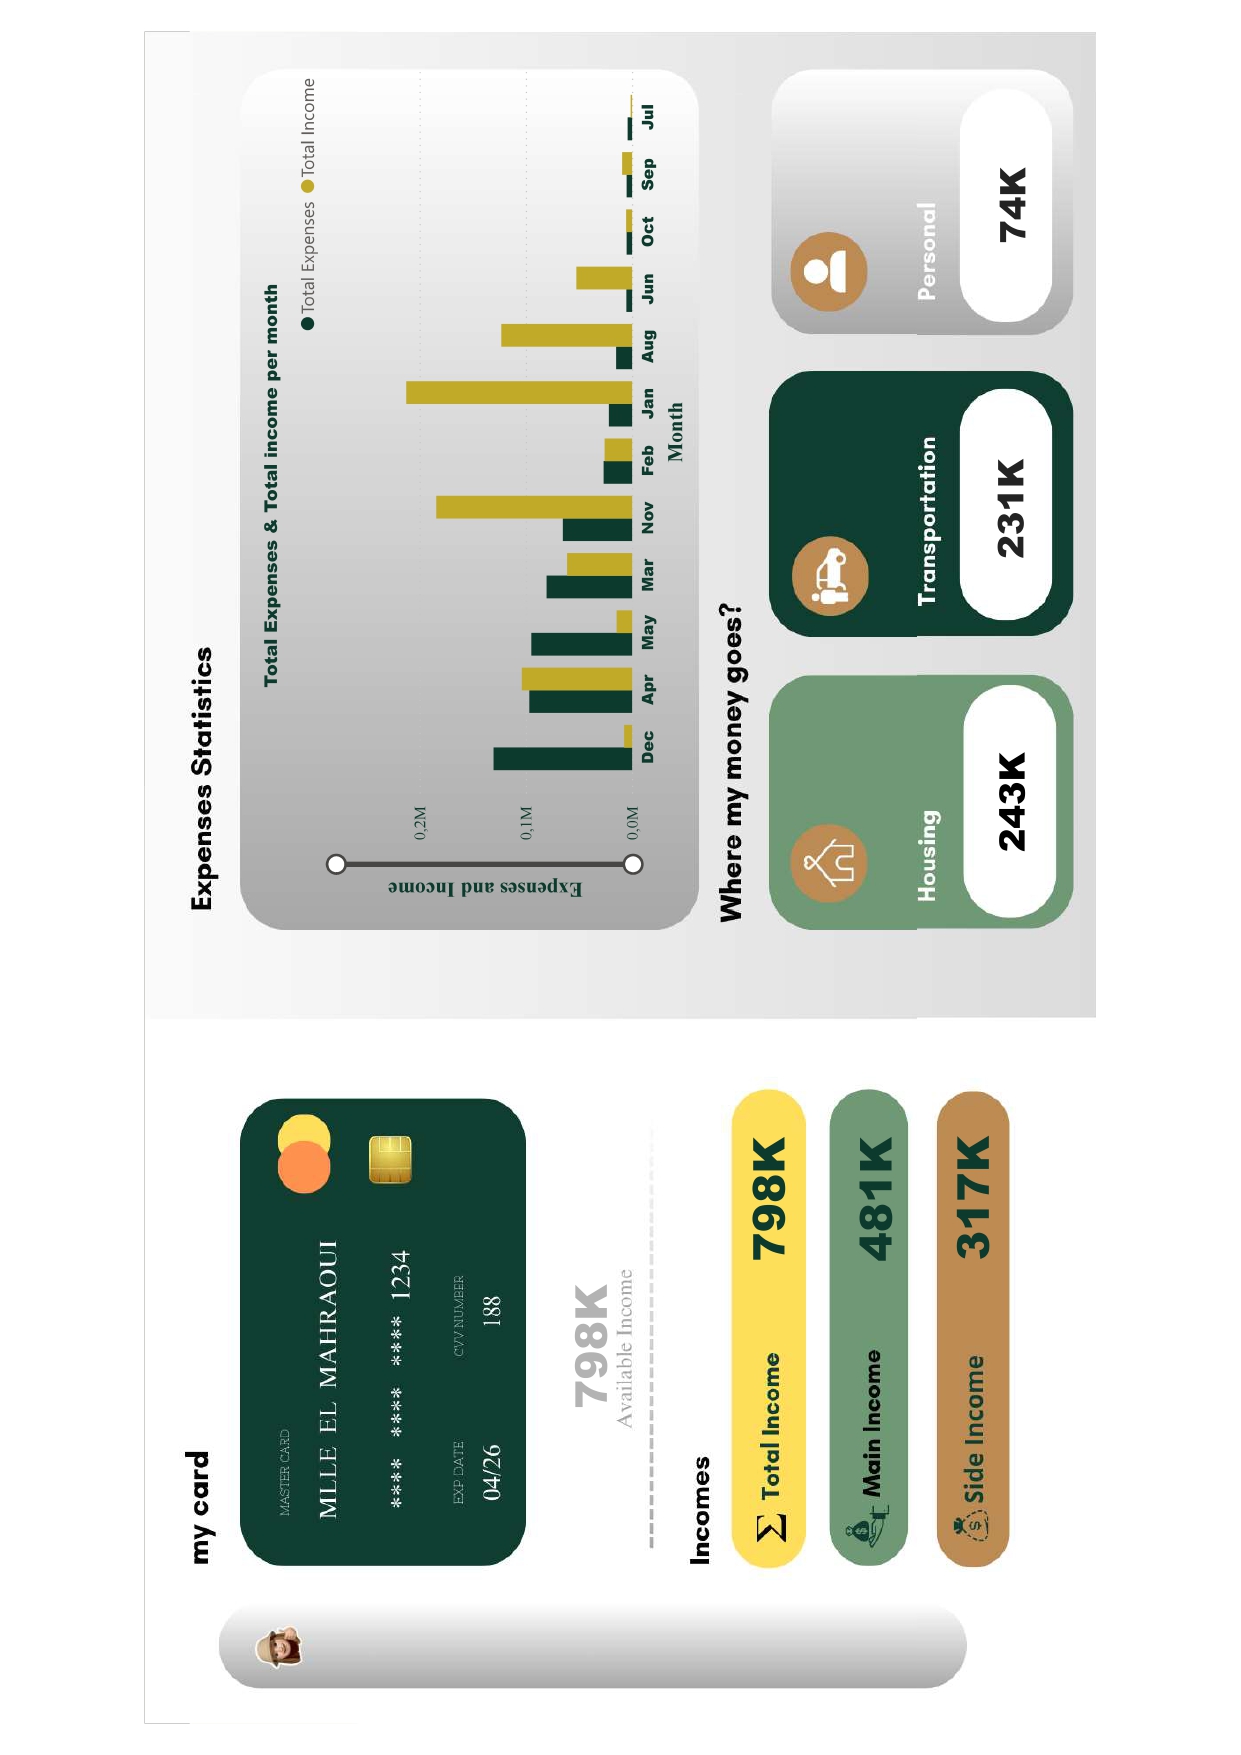 my card
MASTER CARD
MLLE EL MAHRAOUI
**** **** **** 1234
EXP DATE CVV NUMBER
04/26 188
798K
Available Income
Incomes
Σ Total Income 798K
Main Income 481K
Side Income 317K
Expenses Statistics
Total Expenses & Total income per month
Total Expenses Total Income
Expenses and Income
0,2M
0,1M
0,0M
Dec Apr May Mar Nov Feb Jan Aug Jun Oct Sep Jul
Month
Where my money goes?
Housing
243K
Transportation
231K
Personal
74K